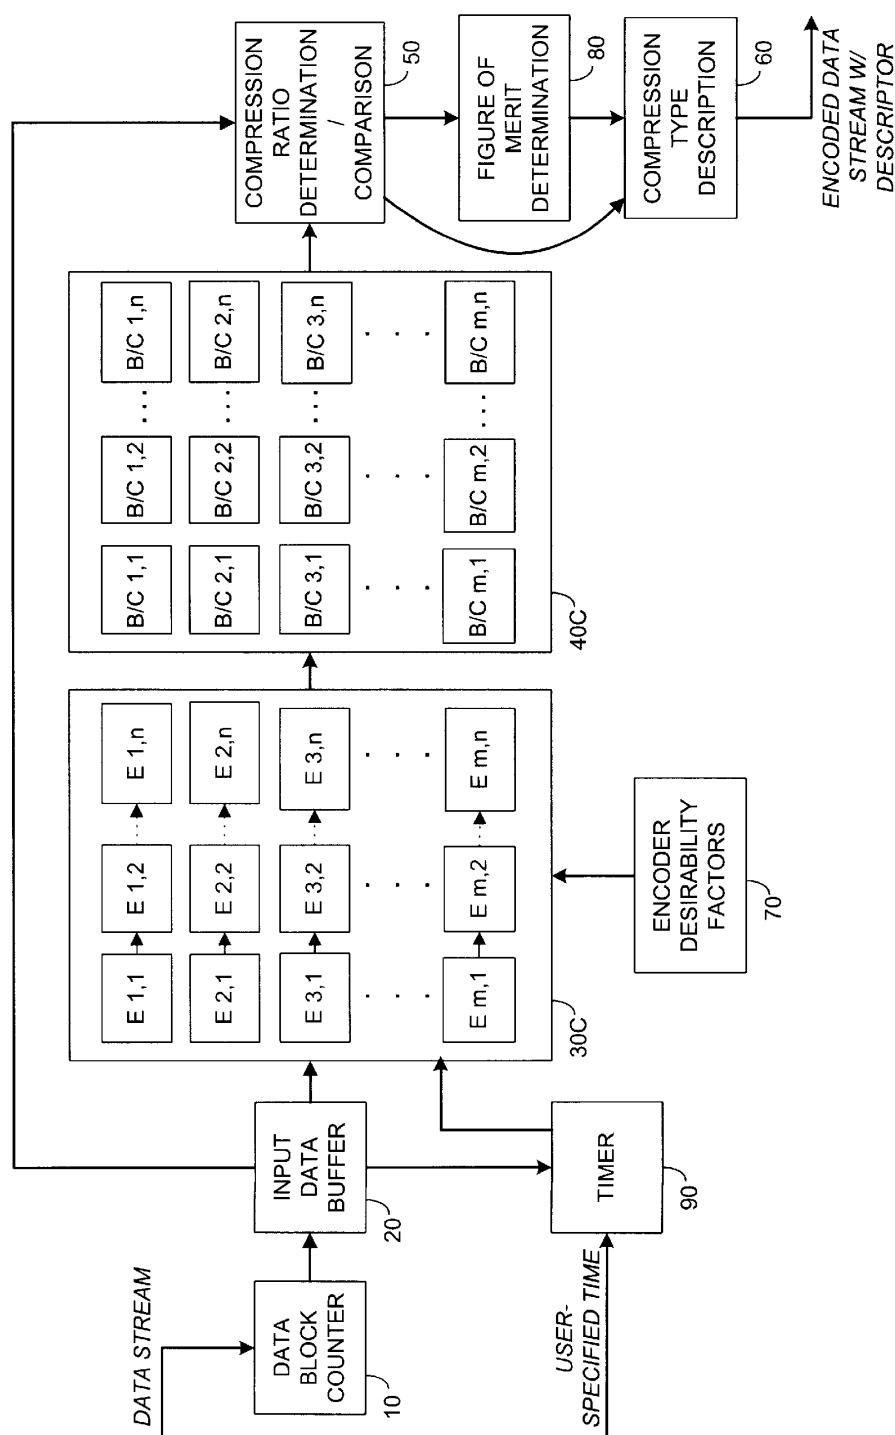 DATA STREAM
DATA
BLOCK
COUNTER
10
INPUT
DATA
BUFFER
20
USER-
SPECIFIED TIME
TIMER
90
E 1,1
E 1,2
...
E 1,n
E 2,1
E 2,2
...
E 2,n
E 3,1
E 3,2
...
E 3,n
. . .
. . .
. . .
E m,1
E m,2
...
E m,n
30C
ENCODER
DESIRABILITY
FACTORS
70
B/C 1,1
B/C 1,2
...
B/C 1,n
B/C 2,1
B/C 2,2
...
B/C 2,n
B/C 3,1
B/C 3,2
...
B/C 3,n
. . .
. . .
. . .
B/C m,1
B/C m,2
...
B/C m,n
40C
COMPRESSION
RATIO
DETERMINATION
/
COMPARISON
50
FIGURE OF
MERIT
DETERMINATION
80
COMPRESSION
TYPE
DESCRIPTION
60
ENCODED DATA
STREAM W/
DESCRIPTOR